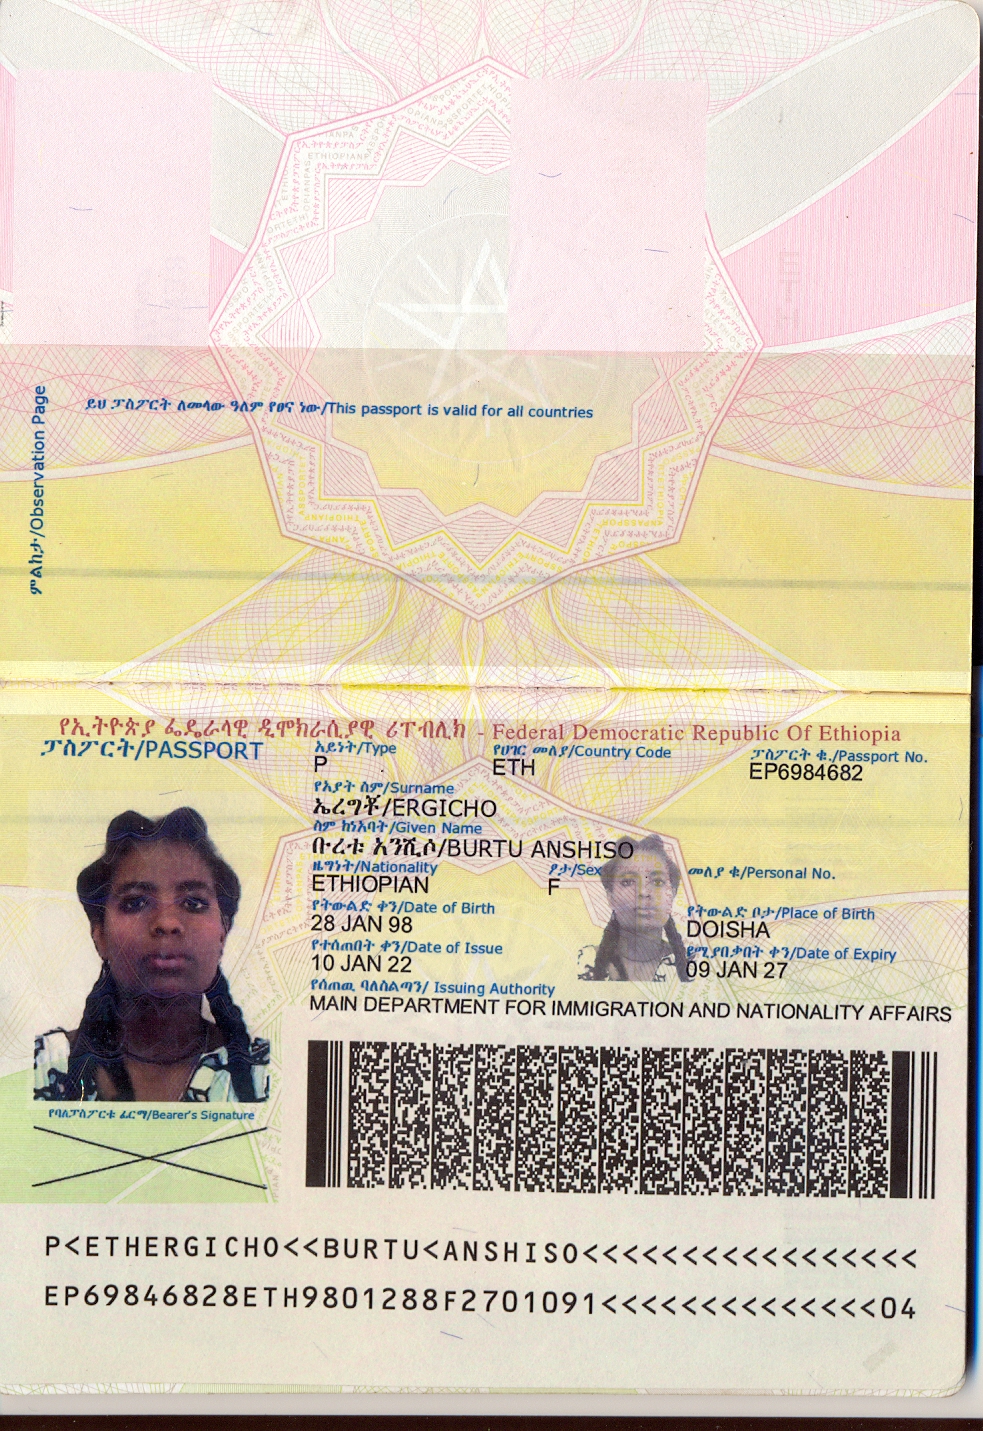 ይህ ፓስፖርት ለመላው ዓለም የፀና ነው/This passport is valid for all countries
ምልከታ/Observation Page
የኢትዮጵያ ፌዴራላዊ ዲሞክራሲያዊ ሪፐብሊክ - Federal Democratic Republic Of Ethiopia
ፓስፖርት/PASSPORT
አይነት/Type
የሀገር መለያ/Country Code
ፓስፖርት ቁ./Passport No.
P
ETH
EP6984682
የአያት ስም/Surname
ኤረግቾ/ERGICHO
ስም ከነአባት/Given Name
ቡረቱ አንሺሶ/BURTU ANSHISO
ዜግነት/Nationality
ፆታ/Sex
መለያ ቁ/Personal No.
ETHIOPIAN
F
የትውልድ ቀን/Date of Birth
የትውልድ ቦታ/Place of Birth
28 JAN 98
DOISHA
የተሰጠበት ቀን/Date of Issue
የሚያበቃበት ቀን/Date of Expiry
10 JAN 22
09 JAN 27
የሰጠዉ ባለስልጣን/ Issuing Authority
MAIN DEPARTMENT FOR IMMIGRATION AND NATIONALITY AFFAIRS
የባለፓስፖርቱ ፊርማ/Bearer's Signature
P<ETHERGICHO<<BURTU<ANSHISO<<<<<<<<<<<<<<<<<
EP69846828ETH9801288F2701091<<<<<<<<<<<<<<04